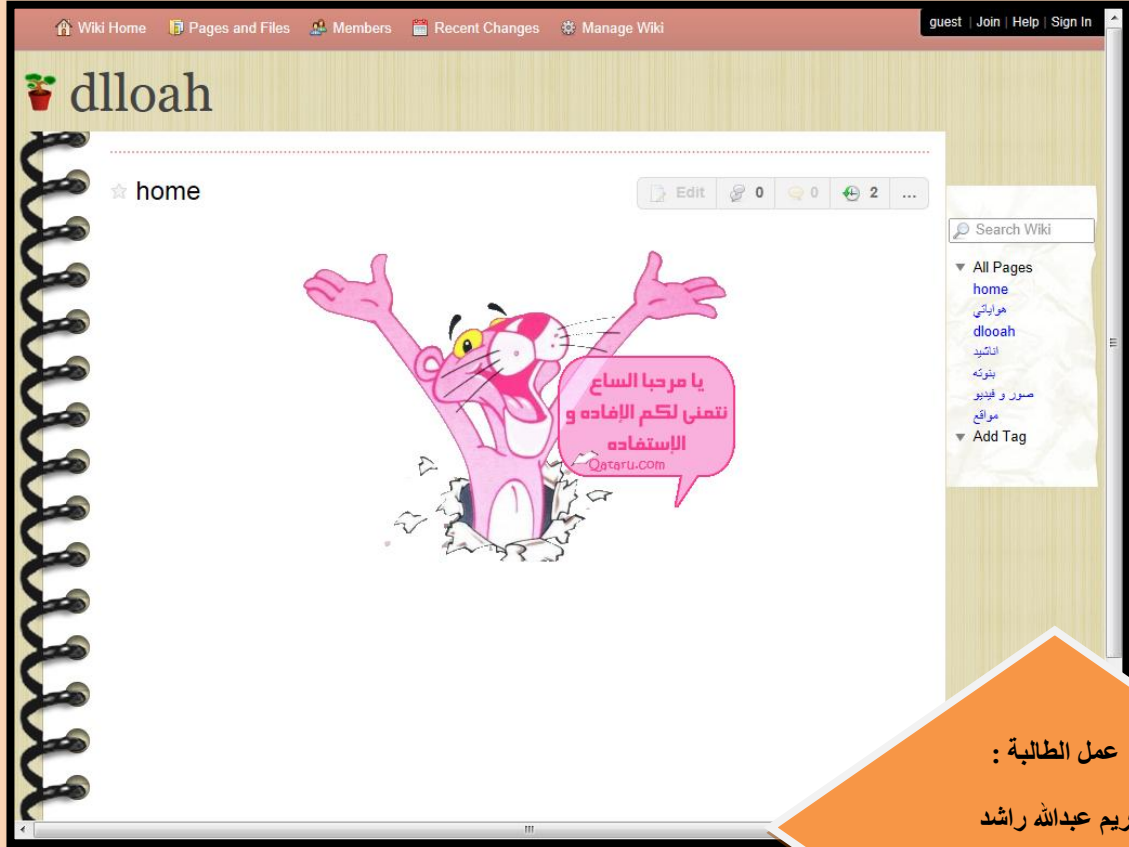 Wiki Home Pages and Files Members Recent Changes Manage Wiki
guest | Join | Help | Sign In
dlloah
home
Edit 0 0 2 ...
يا مرحبا الساع
نتمنى لكم الإفاده و
الإستفاده
Qataru.com
Search Wiki
All Pages
home
هواياتي
dlooah
اناشيد
بنوته
صور و فيديو
مواقع
Add Tag
عمل الطالبة :
ريم عبدالله راشد